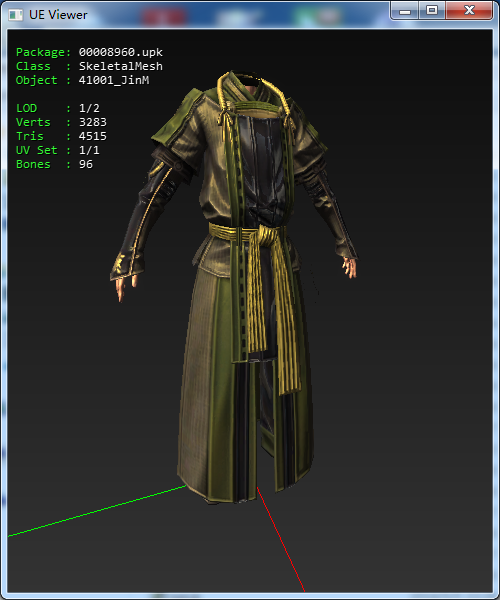 UE Viewer
Package: 00008960.upk
Class : SkeletalMesh
Object : 41001_JinM
LOD : 1/2
Verts : 3283
Tris : 4515
UV Set : 1/1
Bones : 96